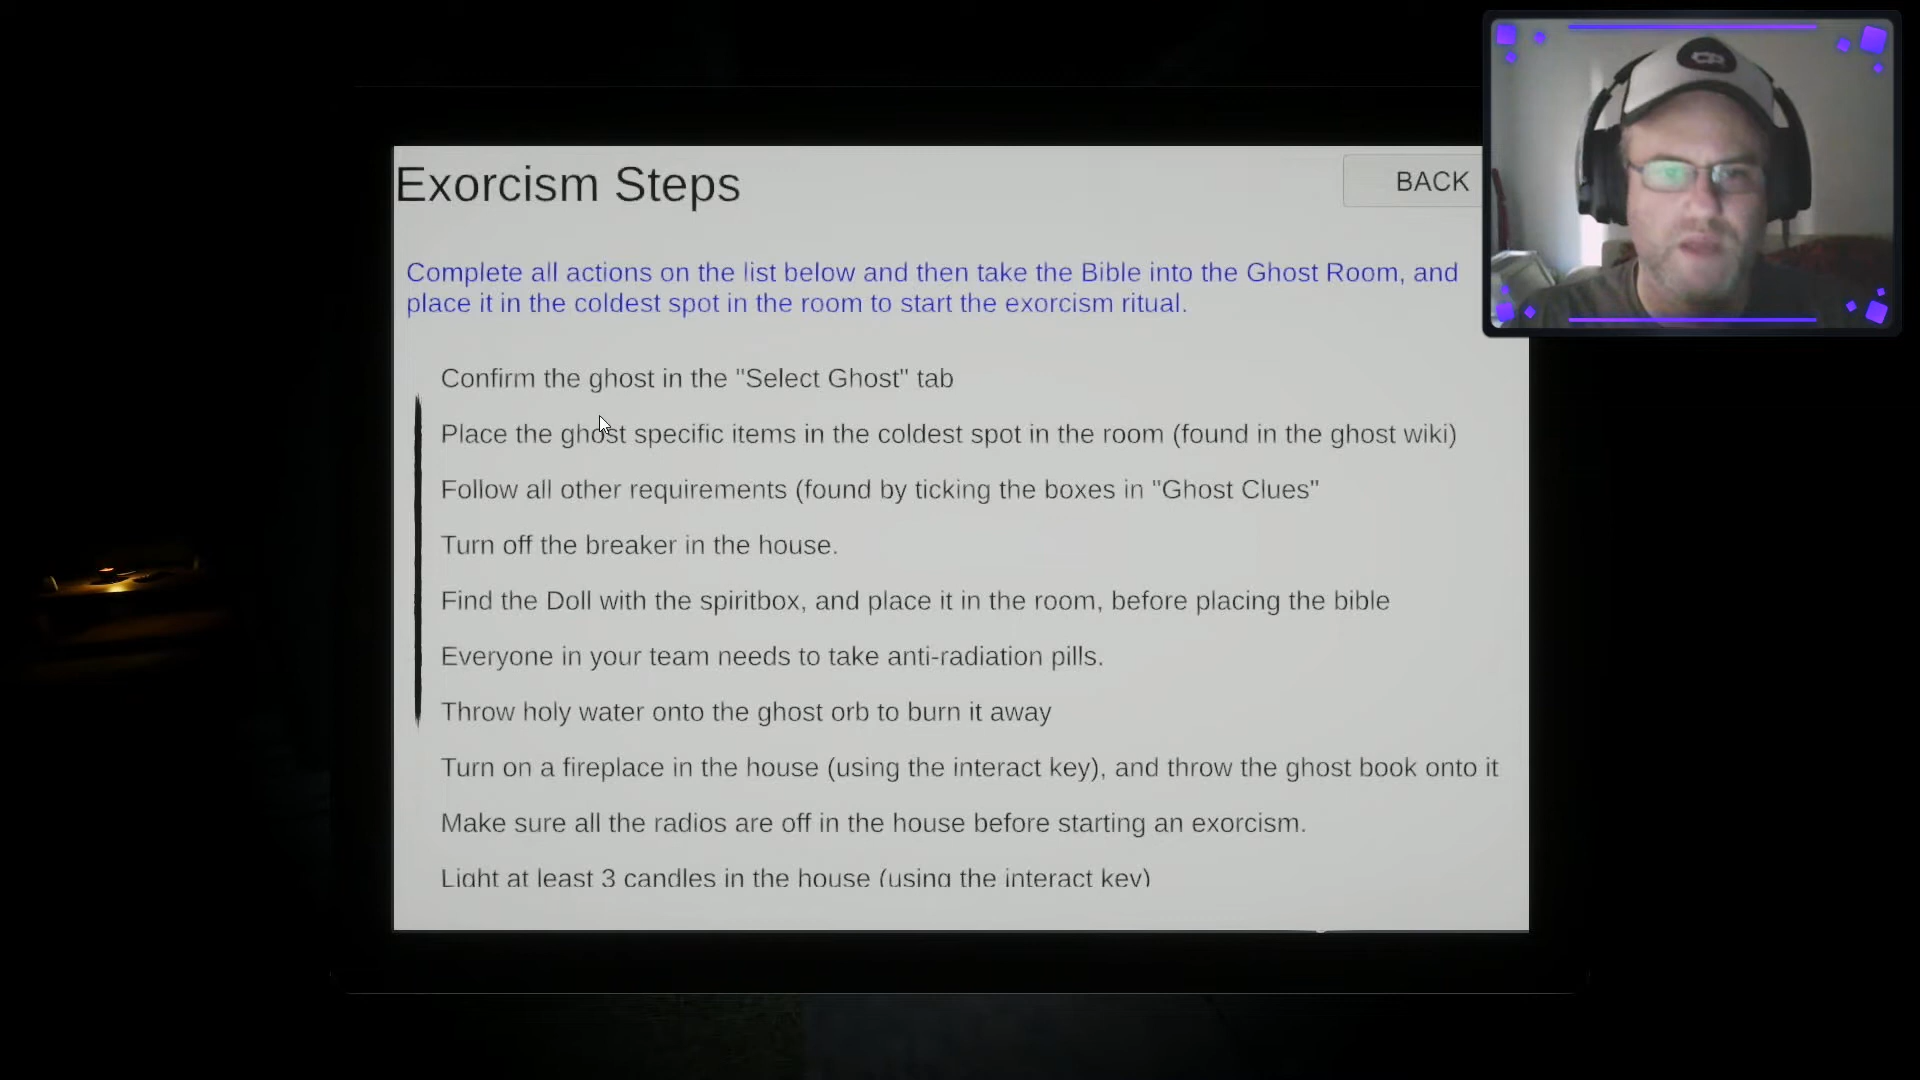 Exorcism Steps
BACK
Complete all actions on the list below and then take the Bible into the Ghost Room, and
place it in the coldest spot in the room to start the exorcism ritual.
Confirm the ghost in the "Select Ghost" tab
Place the ghost specific items in the coldest spot in the room (found in the ghost wiki)
Follow all other requirements (found by ticking the boxes in "Ghost Clues"
Turn off the breaker in the house.
Find the Doll with the spiritbox, and place it in the room, before placing the bible
Everyone in your team needs to take anti-radiation pills.
Throw holy water onto the ghost orb to burn it away
Turn on a fireplace in the house (using the interact key), and throw the ghost book onto it
Make sure all the radios are off in the house before starting an exorcism.
Light at least 3 candles in the house (using the interact key)